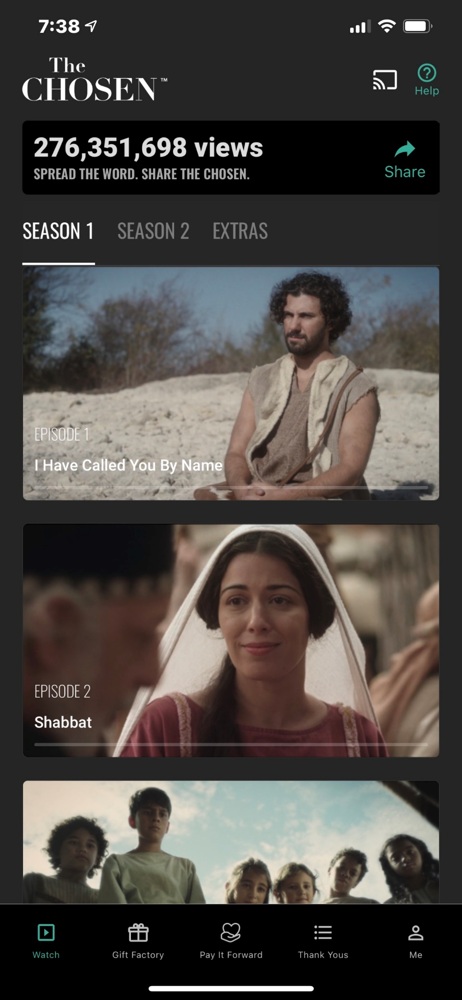 7:38
The
CHOSEN™
Help
276,351,698 views
SPREAD THE WORD. SHARE THE CHOSEN.
Share
SEASON 1 SEASON 2 EXTRAS
EPISODE 1
I Have Called You By Name
EPISODE 2
Shabbat
Watch Gift Factory Pay It Forward Thank Yous Me